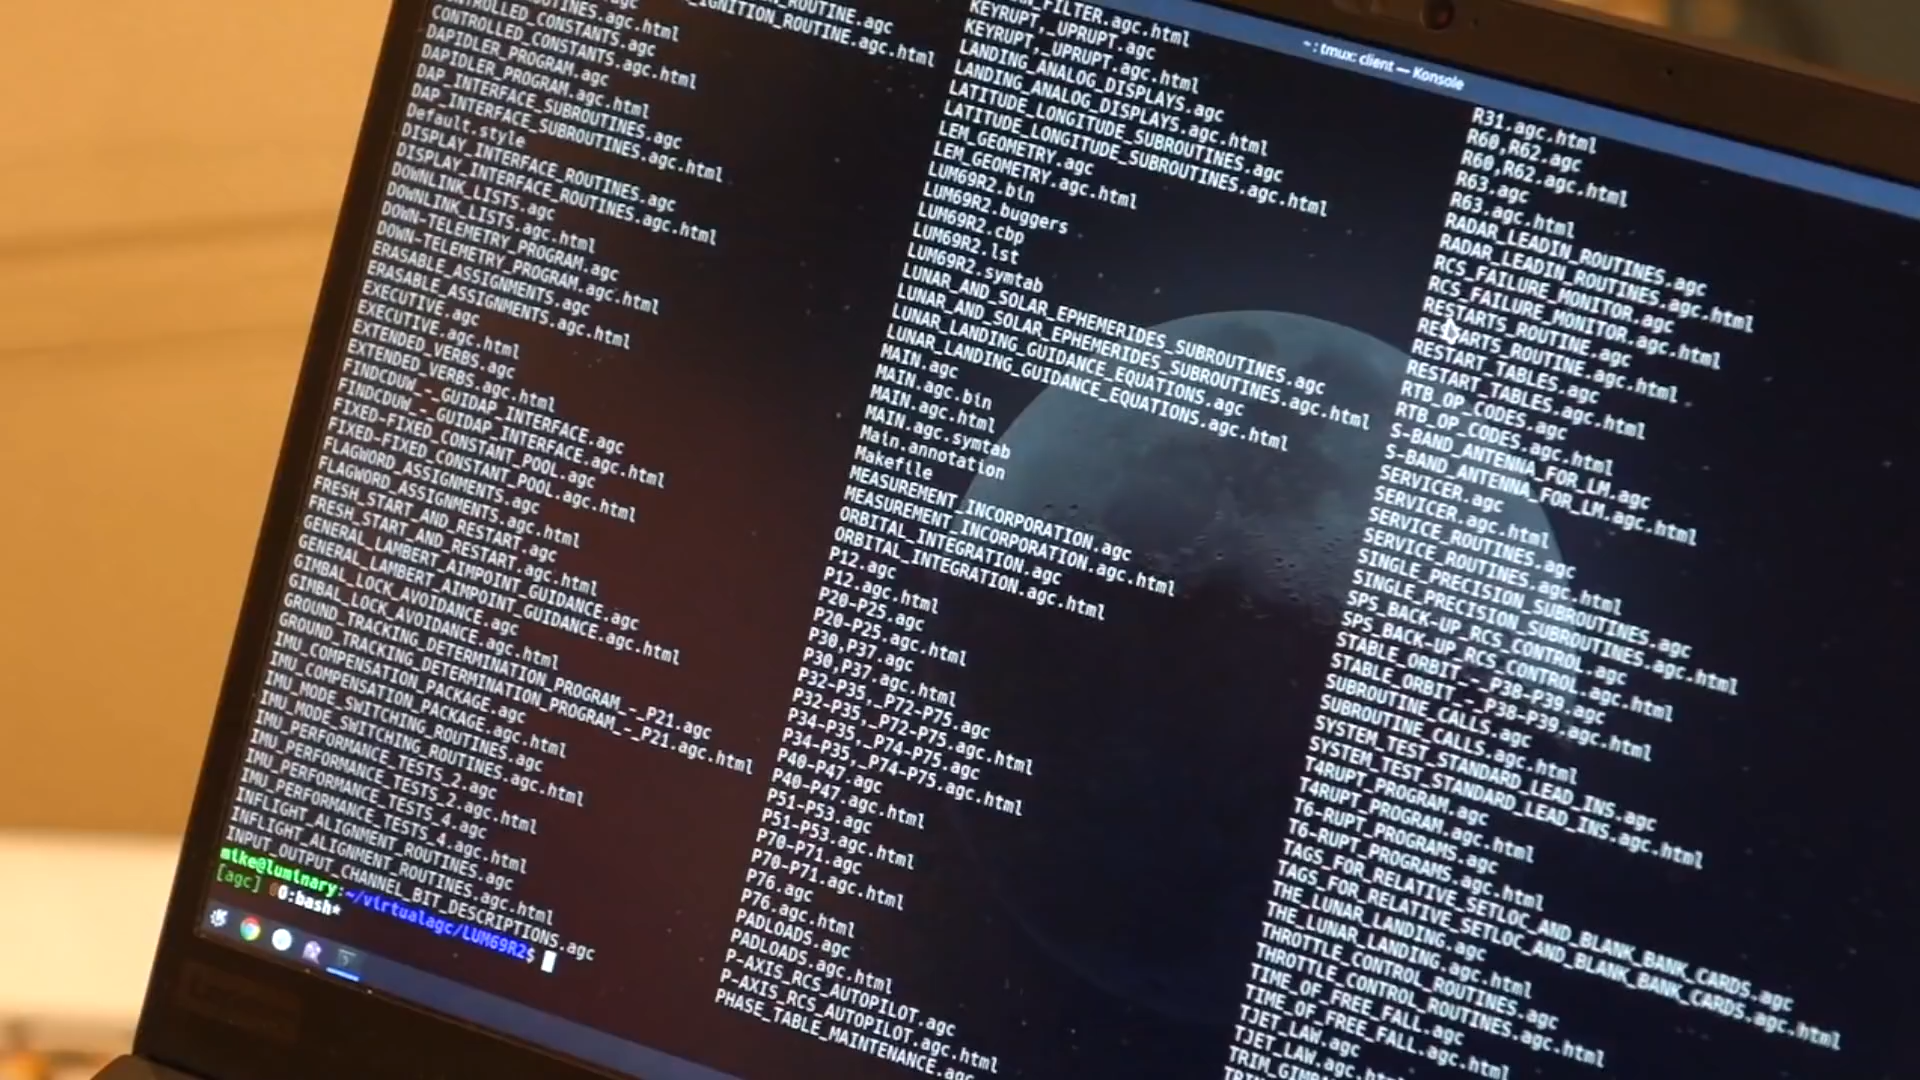 ~ : tmux: client — Konsole
ROUTINES.agc.html
CONTROLLED_CONSTANTS.agc
CONTROLLED_CONSTANTS.agc.html
DAPIDLER_PROGRAM.agc
DAPIDLER_PROGRAM.agc.html
DAP_INTERFACE_SUBROUTINES.agc
DAP_INTERFACE_SUBROUTINES.agc.html
Default.style
DISPLAY_INTERFACE_ROUTINES.agc
DISPLAY_INTERFACE_ROUTINES.agc.html
DOWNLINK_LISTS.agc
DOWNLINK_LISTS.agc.html
DOWN-TELEMETRY_PROGRAM.agc
DOWN-TELEMETRY_PROGRAM.agc.html
ERASABLE_ASSIGNMENTS.agc
ERASABLE_ASSIGNMENTS.agc.html
EXECUTIVE.agc
EXECUTIVE.agc.html
EXTENDED_VERBS.agc
EXTENDED_VERBS.agc.html
FINDCDUW_-_GUIDAP_INTERFACE.agc
FINDCDUW_-_GUIDAP_INTERFACE.agc.html
FIXED-FIXED_CONSTANT_POOL.agc
FIXED-FIXED_CONSTANT_POOL.agc.html
FLAGWORD_ASSIGNMENTS.agc
FLAGWORD_ASSIGNMENTS.agc.html
FRESH_START_AND_RESTART.agc
FRESH_START_AND_RESTART.agc.html
GENERAL_LAMBERT_AIMPOINT_GUIDANCE.agc
GENERAL_LAMBERT_AIMPOINT_GUIDANCE.agc.html
GIMBAL_LOCK_AVOIDANCE.agc
GIMBAL_LOCK_AVOIDANCE.agc.html
GROUND_TRACKING_DETERMINATION_PROGRAM_-_P21.agc
GROUND_TRACKING_DETERMINATION_PROGRAM_-_P21.agc.html
IMU_COMPENSATION_PACKAGE.agc
IMU_COMPENSATION_PACKAGE.agc.html
IMU_MODE_SWITCHING_ROUTINES.agc
IMU_MODE_SWITCHING_ROUTINES.agc.html
IMU_PERFORMANCE_TESTS_2.agc
IMU_PERFORMANCE_TESTS_2.agc.html
IMU_PERFORMANCE_TESTS_4.agc
IMU_PERFORMANCE_TESTS_4.agc.html
INFLIGHT_ALIGNMENT_ROUTINES.agc
INFLIGHT_ALIGNMENT_ROUTINES.agc.html
INPUT_OUTPUT_CHANNEL_BIT_DESCRIPTIONS.agc
mike@luminary:~/virtualagc/LUM69R2$
[agc] 0:bash*
ROUTINE.agc
_IGNITION_ROUTINE.agc.html
FILTER.agc.html
KEYRUPT,_UPRUPT.agc
KEYRUPT,_UPRUPT.agc.html
LANDING_ANALOG_DISPLAYS.agc
LANDING_ANALOG_DISPLAYS.agc.html
LATITUDE_LONGITUDE_SUBROUTINES.agc
LATITUDE_LONGITUDE_SUBROUTINES.agc.html
LEM_GEOMETRY.agc
LEM_GEOMETRY.agc.html
LUM69R2.bin
LUM69R2.buggers
LUM69R2.cbp
LUM69R2.lst
LUM69R2.symtab
LUNAR_AND_SOLAR_EPHEMERIDES_SUBROUTINES.agc
LUNAR_AND_SOLAR_EPHEMERIDES_SUBROUTINES.agc.html
LUNAR_LANDING_GUIDANCE_EQUATIONS.agc
LUNAR_LANDING_GUIDANCE_EQUATIONS.agc.html
MAIN.agc
MAIN.agc.bin
MAIN.agc.html
MAIN.agc.symtab
Main.annotation
Makefile
MEASUREMENT_INCORPORATION.agc
MEASUREMENT_INCORPORATION.agc.html
ORBITAL_INTEGRATION.agc
ORBITAL_INTEGRATION.agc.html
P12.agc
P12.agc.html
P20-P25.agc
P20-P25.agc.html
P30,P37.agc
P30,P37.agc.html
P32-P35,_P72-P75.agc
P32-P35,_P72-P75.agc.html
P34-P35,_P74-P75.agc
P34-P35,_P74-P75.agc.html
P40-P47.agc
P40-P47.agc.html
P51-P53.agc
P51-P53.agc.html
P70-P71.agc
P70-P71.agc.html
P76.agc
P76.agc.html
PADLOADS.agc
PADLOADS.agc.html
P-AXIS_RCS_AUTOPILOT.agc
P-AXIS_RCS_AUTOPILOT.agc.html
PHASE_TABLE_MAINTENANCE.agc
R31.agc.html
R60,R62.agc
R60,R62.agc.html
R63.agc
R63.agc.html
RADAR_LEADIN_ROUTINES.agc
RADAR_LEADIN_ROUTINES.agc.html
RCS_FAILURE_MONITOR.agc
RCS_FAILURE_MONITOR.agc.html
RESTARTS_ROUTINE.agc
RESTARTS_ROUTINE.agc.html
RESTART_TABLES.agc
RESTART_TABLES.agc.html
RTB_OP_CODES.agc
RTB_OP_CODES.agc.html
S-BAND_ANTENNA_FOR_LM.agc
S-BAND_ANTENNA_FOR_LM.agc.html
SERVICER.agc
SERVICER.agc.html
SERVICE_ROUTINES.agc
SERVICE_ROUTINES.agc.html
SINGLE_PRECISION_SUBROUTINES.agc
SINGLE_PRECISION_SUBROUTINES.agc.html
SPS_BACK-UP_RCS_CONTROL.agc
SPS_BACK-UP_RCS_CONTROL.agc.html
STABLE_ORBIT_-_P38-P39.agc
STABLE_ORBIT_-_P38-P39.agc.html
SUBROUTINE_CALLS.agc
SUBROUTINE_CALLS.agc.html
SYSTEM_TEST_STANDARD_LEAD_INS.agc
SYSTEM_TEST_STANDARD_LEAD_INS.agc.html
T4RUPT_PROGRAM.agc
T4RUPT_PROGRAM.agc.html
T6-RUPT_PROGRAMS.agc
T6-RUPT_PROGRAMS.agc.html
TAGS_FOR_RELATIVE_SETLOC_AND_BLANK_BANK_CARDS.agc
TAGS_FOR_RELATIVE_SETLOC_AND_BLANK_BANK_CARDS.agc.html
THE_LUNAR_LANDING.agc
THE_LUNAR_LANDING.agc.html
THROTTLE_CONTROL_ROUTINES.agc
THROTTLE_CONTROL_ROUTINES.agc.html
TIME_OF_FREE_FALL.agc
TIME_OF_FREE_FALL.agc.html
TJET_LAW.agc
TJET_LAW.agc.html